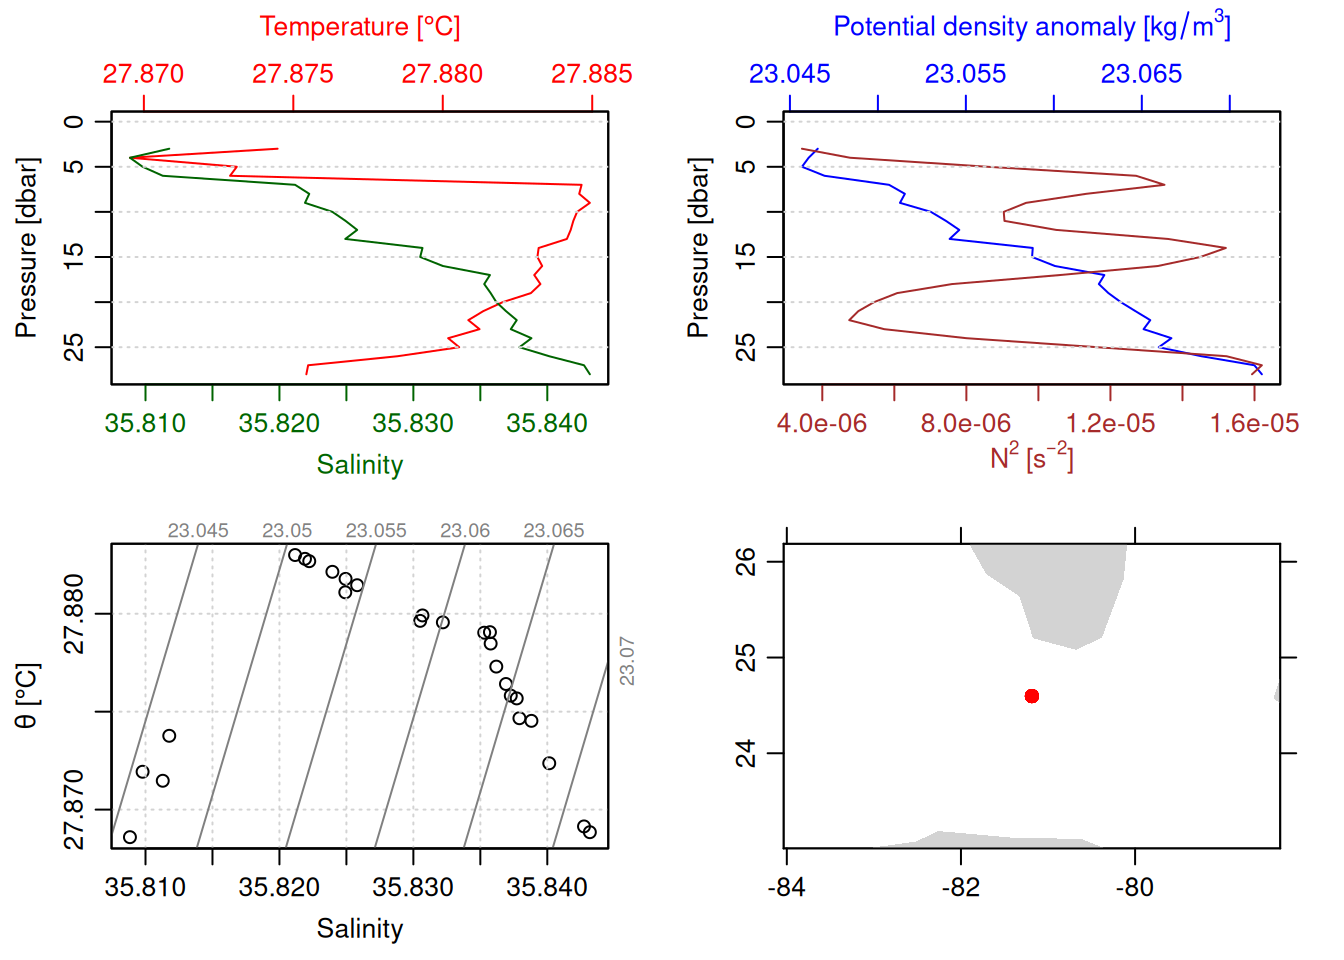 Temperature [°C]
27.870 27.875 27.880 27.885
Pressure [dbar]
0
5
15
25
35.810 35.820 35.830 35.840
Salinity
Potential density anomaly [kg/m³]
23.045 23.055 23.065
Pressure [dbar]
0
5
15
25
4.0e-06 8.0e-06 1.2e-05 1.6e-05
N² [s⁻²]
23.045 23.05 23.055 23.06 23.065
23.07
θ [°C]
27.880
27.870
35.810 35.820 35.830 35.840
Salinity
26
25
24
-84 -82 -80